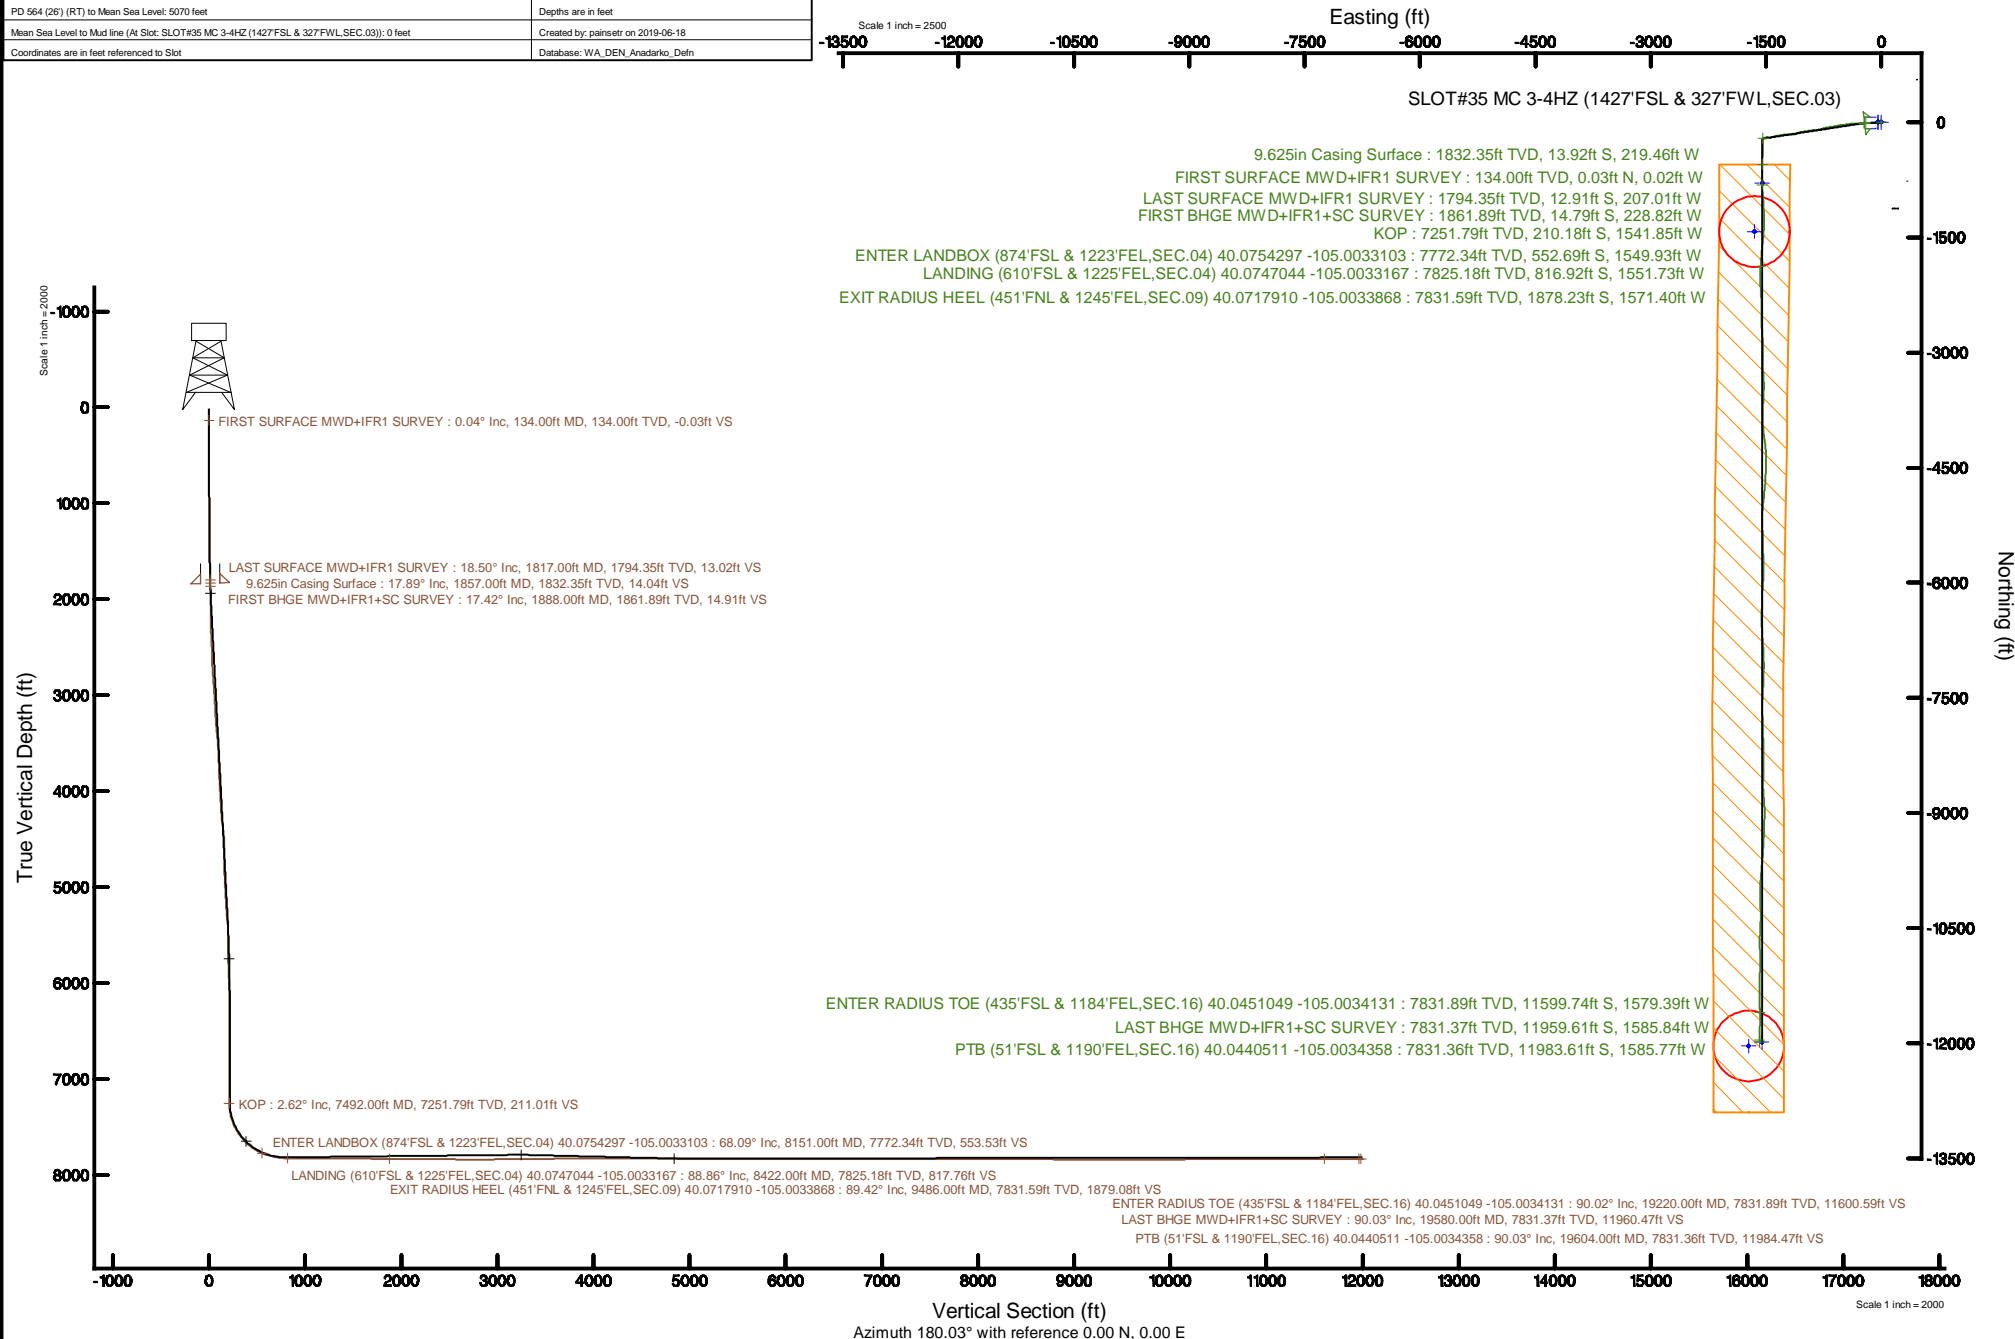 PD 564 (26') (RT) to Mean Sea Level: 5070 feet
Depths are in feet
Mean Sea Level to Mud line (At Slot: SLOT#35 MC 3-4HZ (1427'FSL & 327'FWL,SEC.03)): 0 feet
Created by: painsetr on 2019-06-18
Coordinates are in feet referenced to Slot
Database: WA_DEN_Anadarko_Defn
Scale 1 inch = 2500
Easting (ft)
-13500 -12000 -10500 -9000 -7500 -6000 -4500 -3000 -1500 0
SLOT#35 MC 3-4HZ (1427'FSL & 327'FWL,SEC.03)
9.625in Casing Surface : 1832.35ft TVD, 13.92ft S, 219.46ft W
FIRST SURFACE MWD+IFR1 SURVEY : 134.00ft TVD, 0.03ft N, 0.02ft W
LAST SURFACE MWD+IFR1 SURVEY : 1794.35ft TVD, 12.91ft S, 207.01ft W
FIRST BHGE MWD+IFR1+SC SURVEY : 1861.89ft TVD, 14.79ft S, 228.82ft W
KOP : 7251.79ft TVD, 210.18ft S, 1541.85ft W
ENTER LANDBOX (874'FSL & 1223'FEL,SEC.04) 40.0754297 -105.0033103 : 7772.34ft TVD, 552.69ft S, 1549.93ft W
LANDING (610'FSL & 1225'FEL,SEC.04) 40.0747044 -105.0033167 : 7825.18ft TVD, 816.92ft S, 1551.73ft W
EXIT RADIUS HEEL (451'FNL & 1245'FEL,SEC.09) 40.0717910 -105.0033868 : 7831.59ft TVD, 1878.23ft S, 1571.40ft W
ENTER RADIUS TOE (435'FSL & 1184'FEL,SEC.16) 40.0451049 -105.0034131 : 7831.89ft TVD, 11599.74ft S, 1579.39ft W
LAST BHGE MWD+IFR1+SC SURVEY : 7831.37ft TVD, 11959.61ft S, 1585.84ft W
PTB (51'FSL & 1190'FEL,SEC.16) 40.0440511 -105.0034358 : 7831.36ft TVD, 11983.61ft S, 1585.77ft W
0
-1500
-3000
-4500
-6000
-7500
-9000
-10500
-12000
-13500
Northing (ft)
Scale 1 inch = 2000
True Vertical Depth (ft)
-1000
0
1000
2000
3000
4000
5000
6000
7000
8000
FIRST SURFACE MWD+IFR1 SURVEY : 0.04° Inc, 134.00ft MD, 134.00ft TVD, -0.03ft VS
LAST SURFACE MWD+IFR1 SURVEY : 18.50° Inc, 1817.00ft MD, 1794.35ft TVD, 13.02ft VS
9.625in Casing Surface : 17.89° Inc, 1857.00ft MD, 1832.35ft TVD, 14.04ft VS
FIRST BHGE MWD+IFR1+SC SURVEY : 17.42° Inc, 1888.00ft MD, 1861.89ft TVD, 14.91ft VS
KOP : 2.62° Inc, 7492.00ft MD, 7251.79ft TVD, 211.01ft VS
ENTER LANDBOX (874'FSL & 1223'FEL,SEC.04) 40.0754297 -105.0033103 : 68.09° Inc, 8151.00ft MD, 7772.34ft TVD, 553.53ft VS
LANDING (610'FSL & 1225'FEL,SEC.04) 40.0747044 -105.0033167 : 88.86° Inc, 8422.00ft MD, 7825.18ft TVD, 817.76ft VS
EXIT RADIUS HEEL (451'FNL & 1245'FEL,SEC.09) 40.0717910 -105.0033868 : 89.42° Inc, 9486.00ft MD, 7831.59ft TVD, 1879.08ft VS
ENTER RADIUS TOE (435'FSL & 1184'FEL,SEC.16) 40.0451049 -105.0034131 : 90.02° Inc, 19220.00ft MD, 7831.89ft TVD, 11600.59ft VS
LAST BHGE MWD+IFR1+SC SURVEY : 90.03° Inc, 19580.00ft MD, 7831.37ft TVD, 11960.47ft VS
PTB (51'FSL & 1190'FEL,SEC.16) 40.0440511 -105.0034358 : 90.03° Inc, 19604.00ft MD, 7831.36ft TVD, 11984.47ft VS
-1000 0 1000 2000 3000 4000 5000 6000 7000 8000 9000 10000 11000 12000 13000 14000 15000 16000 17000 18000
Vertical Section (ft)
Scale 1 inch = 2000
Azimuth 180.03° with reference 0.00 N, 0.00 E